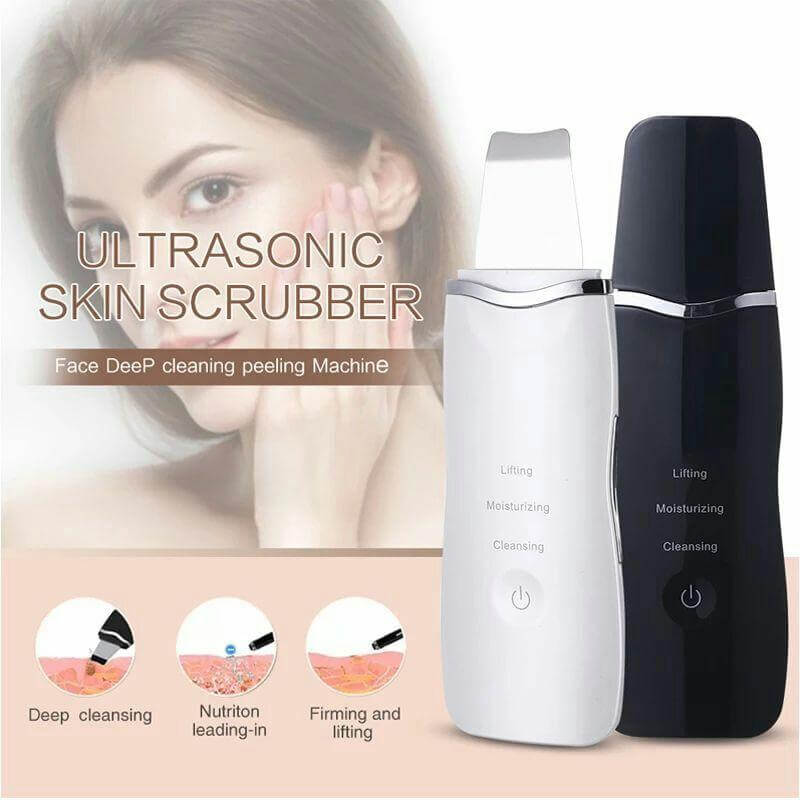 ULTRASONIC
SKIN SCRUBBER
Face DeeP cleaning peeling Machine
Lifting
Moisturizing
Cleansing
Lifting
Moisturizing
Cleansing
Deep cleansing
Nutriton
leading-in
Firming and
lifting